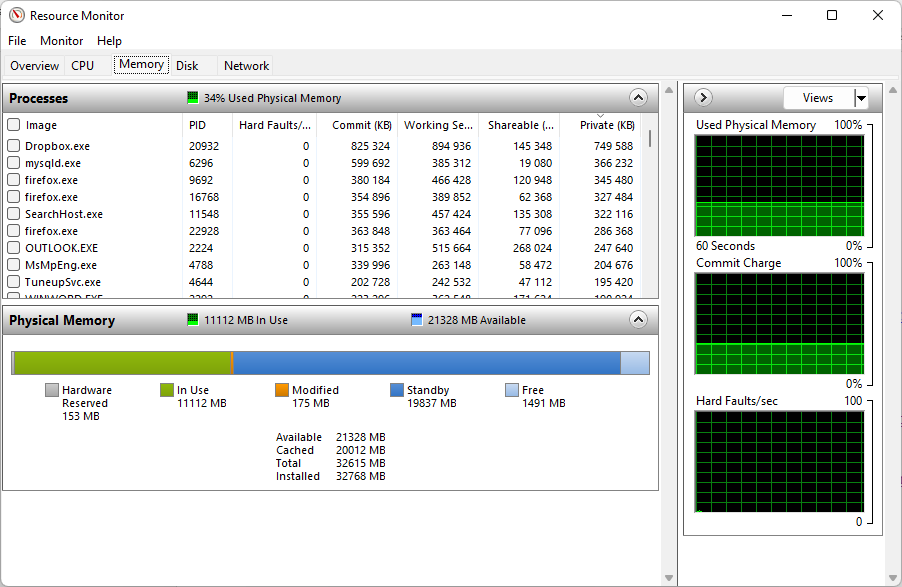 Resource Monitor
File Monitor Help
Overview CPU Memory Disk Network
Processes 34% Used Physical Memory
Image PID Hard Faults/... Commit (KB) Working Se... Shareable (... Private (KB)
Dropbox.exe 20932 0 825 324 894 936 145 348 749 588
mysqld.exe 6296 0 599 692 385 312 19 080 366 232
firefox.exe 9692 0 380 184 466 428 120 948 345 480
firefox.exe 16768 0 354 896 389 852 62 368 327 484
SearchHost.exe 11548 0 355 596 457 424 135 308 322 116
firefox.exe 22928 0 363 848 363 464 77 096 286 368
OUTLOOK.EXE 2224 0 315 352 515 664 268 024 247 640
MsMpEng.exe 4788 0 339 996 263 148 58 472 204 676
TuneupSvc.exe 4644 0 202 728 242 532 47 112 195 420
WINWORD.EXE
Physical Memory 11112 MB In Use 21328 MB Available
Hardware Reserved 153 MB
In Use 11112 MB
Modified 175 MB
Standby 19837 MB
Free 1491 MB
Available 21328 MB
Cached 20012 MB
Total 32615 MB
Installed 32768 MB
Views
Used Physical Memory 100%
60 Seconds 0%
Commit Charge 100%
0%
Hard Faults/sec 100
0